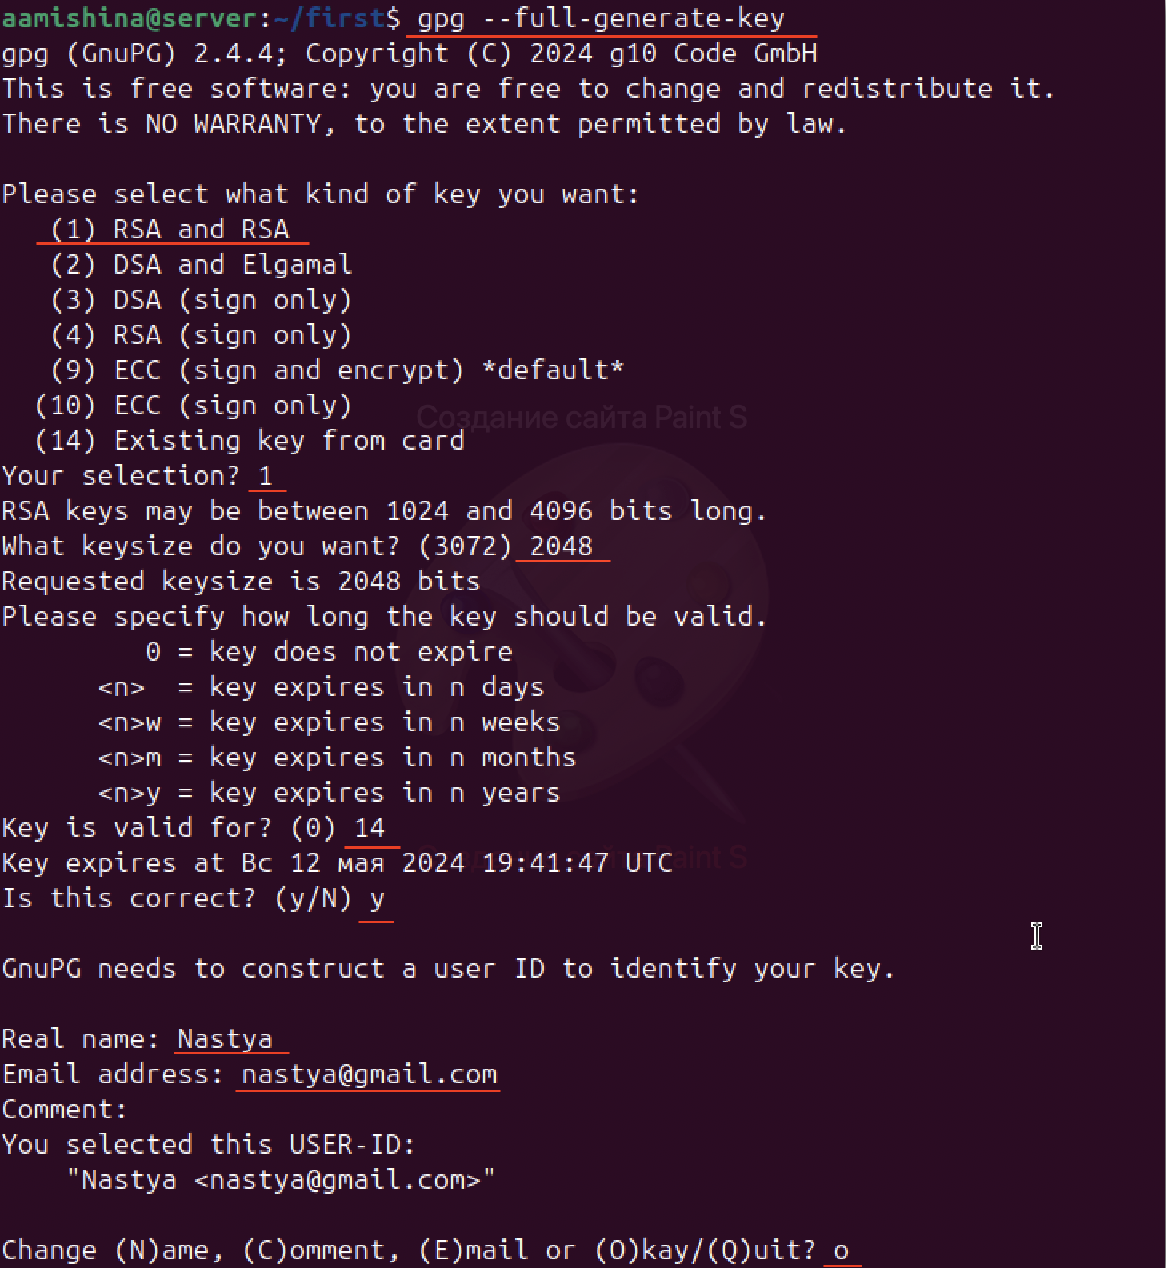 aamishina@server:~/first$ gpg --full-generate-key
gpg (GnuPG) 2.4.4; Copyright (C) 2024 g10 Code GmbH
This is free software: you are free to change and redistribute it.
There is NO WARRANTY, to the extent permitted by law.
Please select what kind of key you want:
(1) RSA and RSA
(2) DSA and Elgamal
(3) DSA (sign only)
(4) RSA (sign only)
(9) ECC (sign and encrypt) *default*
(10) ECC (sign only)
Создание сайта Paint S
(14) Existing key from card
Your selection? 1
RSA keys may be between 1024 and 4096 bits long.
What keysize do you want? (3072) 2048
Requested keysize is 2048 bits
Please specify how long the key should be valid.
0 = key does not expire
<n>  = key expires in n days
<n>w = key expires in n weeks
<n>m = key expires in n months
<n>y = key expires in n years
Key is valid for? (0) 14
Key expires at Вс 12 мая 2024 19:41:47 UTC
Is this correct? (y/N) y
GnuPG needs to construct a user ID to identify your key.
Real name: Nastya
Email address: nastya@gmail.com
Comment:
You selected this USER-ID:
"Nastya <nastya@gmail.com>"
Change (N)ame, (C)omment, (E)mail or (O)kay/(Q)uit? o